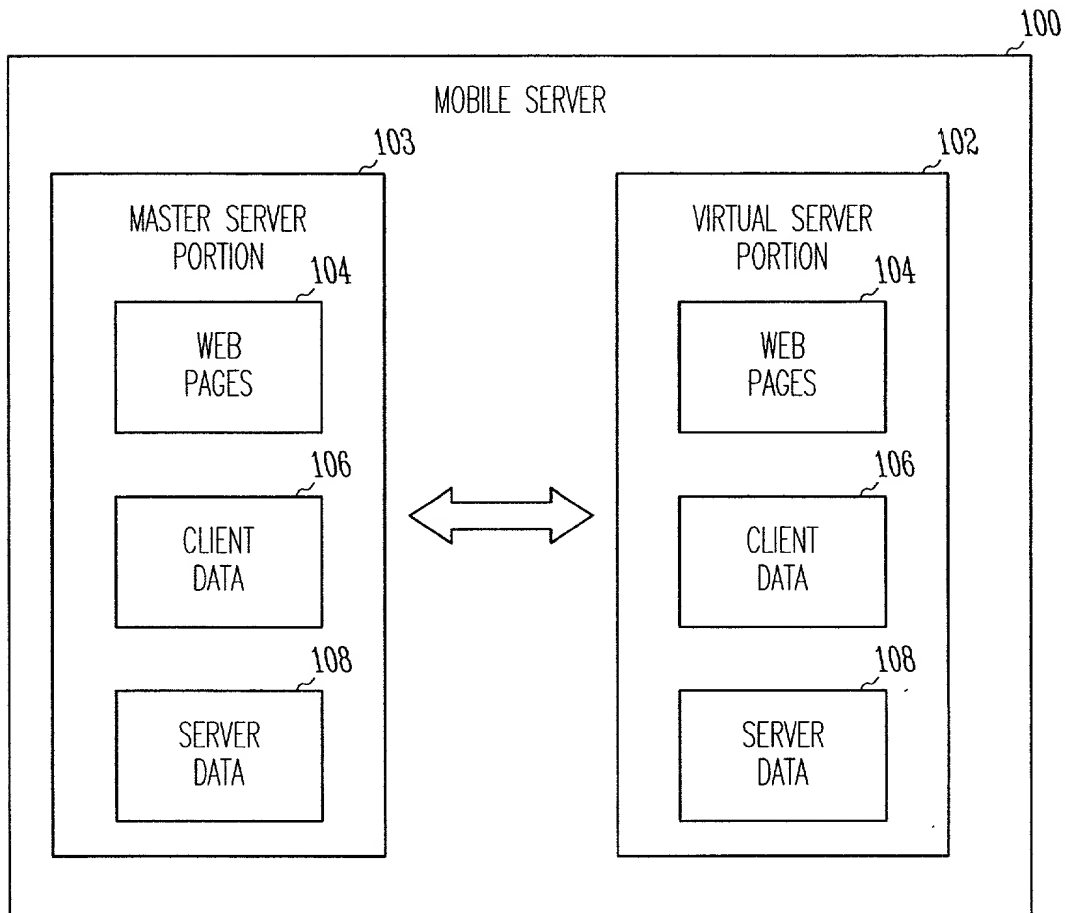 100
MOBILE SERVER
103
102
MASTER SERVER
PORTION
VIRTUAL SERVER
PORTION
104
104
WEB
PAGES
WEB
PAGES
106
106
CLIENT
DATA
CLIENT
DATA
108
108
SERVER
DATA
SERVER
DATA